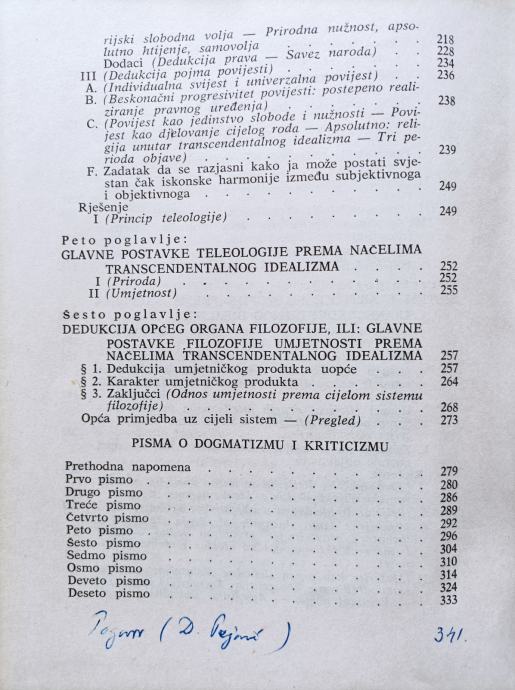 rijski slobodna volja — Prirodna nužnost, apso-
lutno htijenje, samovolja . . . . . . 218
Dodaci (Dedukcija prava — Savez naroda) . . 228
III (Dedukcija pojma povijesti) . . . . . . 234
A. (Individualna svijest i univerzalna povijest) . 236
B. (Beskonačni progresivitet povijesti: postepeno reali-
ziranje pravnog uređenja) . . . . . . 238
C. (Povijest kao jedinstvo slobode i nužnosti — Povi-
jest kao djelovanje cijelog roda — Apsolutno: reli-
gija unutar transcendentalnog idealizma — Tri pe-
rioda objave) . . . . . . 239
F. Zadatak da se razjasni kako ja može postati svje-
stan čak iskonske harmonije između subjektivnoga
i objektivnoga . . . . . . 249
Rješenje
I (Princip teleologije) . . . . . . 249
Peto poglavlje:
GLAVNE POSTAVKE TELEOLOGIJE PREMA NAČELIMA
TRANSCENDENTALNOG IDEALIZMA . . . . 252
I (Priroda) . . . . . . 252
II (Umjetnost) . . . . . . 255
Šesto poglavlje:
DEDUKCIJA OPĆEG ORGANA FILOZOFIJE, ILI: GLAVNE
POSTAVKE FILOZOFIJE UMJETNOSTI PREMA
NAČELIMA TRANSCENDENTALNOG IDEALIZMA 257
§ 1. Dedukcija umjetničkog produkta uopće . . 257
§ 2. Karakter umjetničkog produkta . . . . 264
§ 3. Zaključci (Odnos umjetnosti prema cijelom sistemu
filozofije) . . . . . . 268
Opća primjedba uz cijeli sistem — (Pregled) . . . 273
PISMA O DOGMATIZMU I KRITICIZMU
Prethodna napomena . . . . . . 279
Prvo pismo . . . . . . 280
Drugo pismo . . . . . . 286
Treće pismo . . . . . . 289
Četvrto pismo . . . . . . 292
Peto pismo . . . . . . 296
Šesto pismo . . . . . . 304
Sedmo pismo . . . . . . 310
Osmo pismo . . . . . . 314
Deveto pismo . . . . . . 324
Deseto pismo . . . . . . 333
Pogovor (D. Pejović) 341.